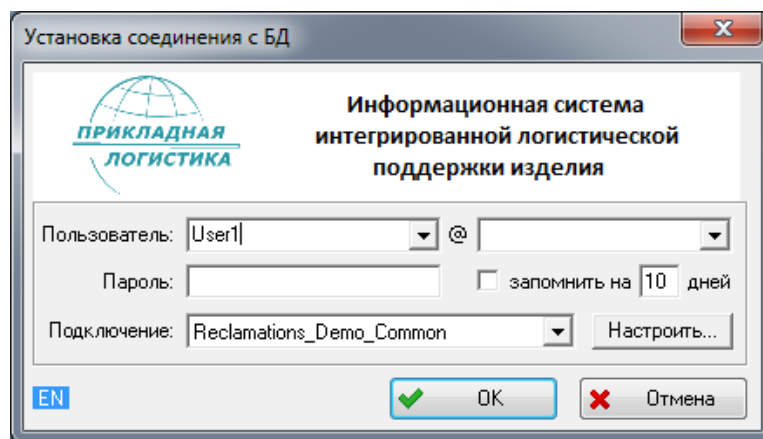 Установка соединения с БД
ПРИКЛАДНАЯ
ЛОГИСТИКА
Информационная система
интегрированной логистической
поддержки изделия
Пользователь: User1 @
Пароль: запомнить на 10 дней
Подключение: Reclamations_Demo_Common Настроить...
EN OK Отмена